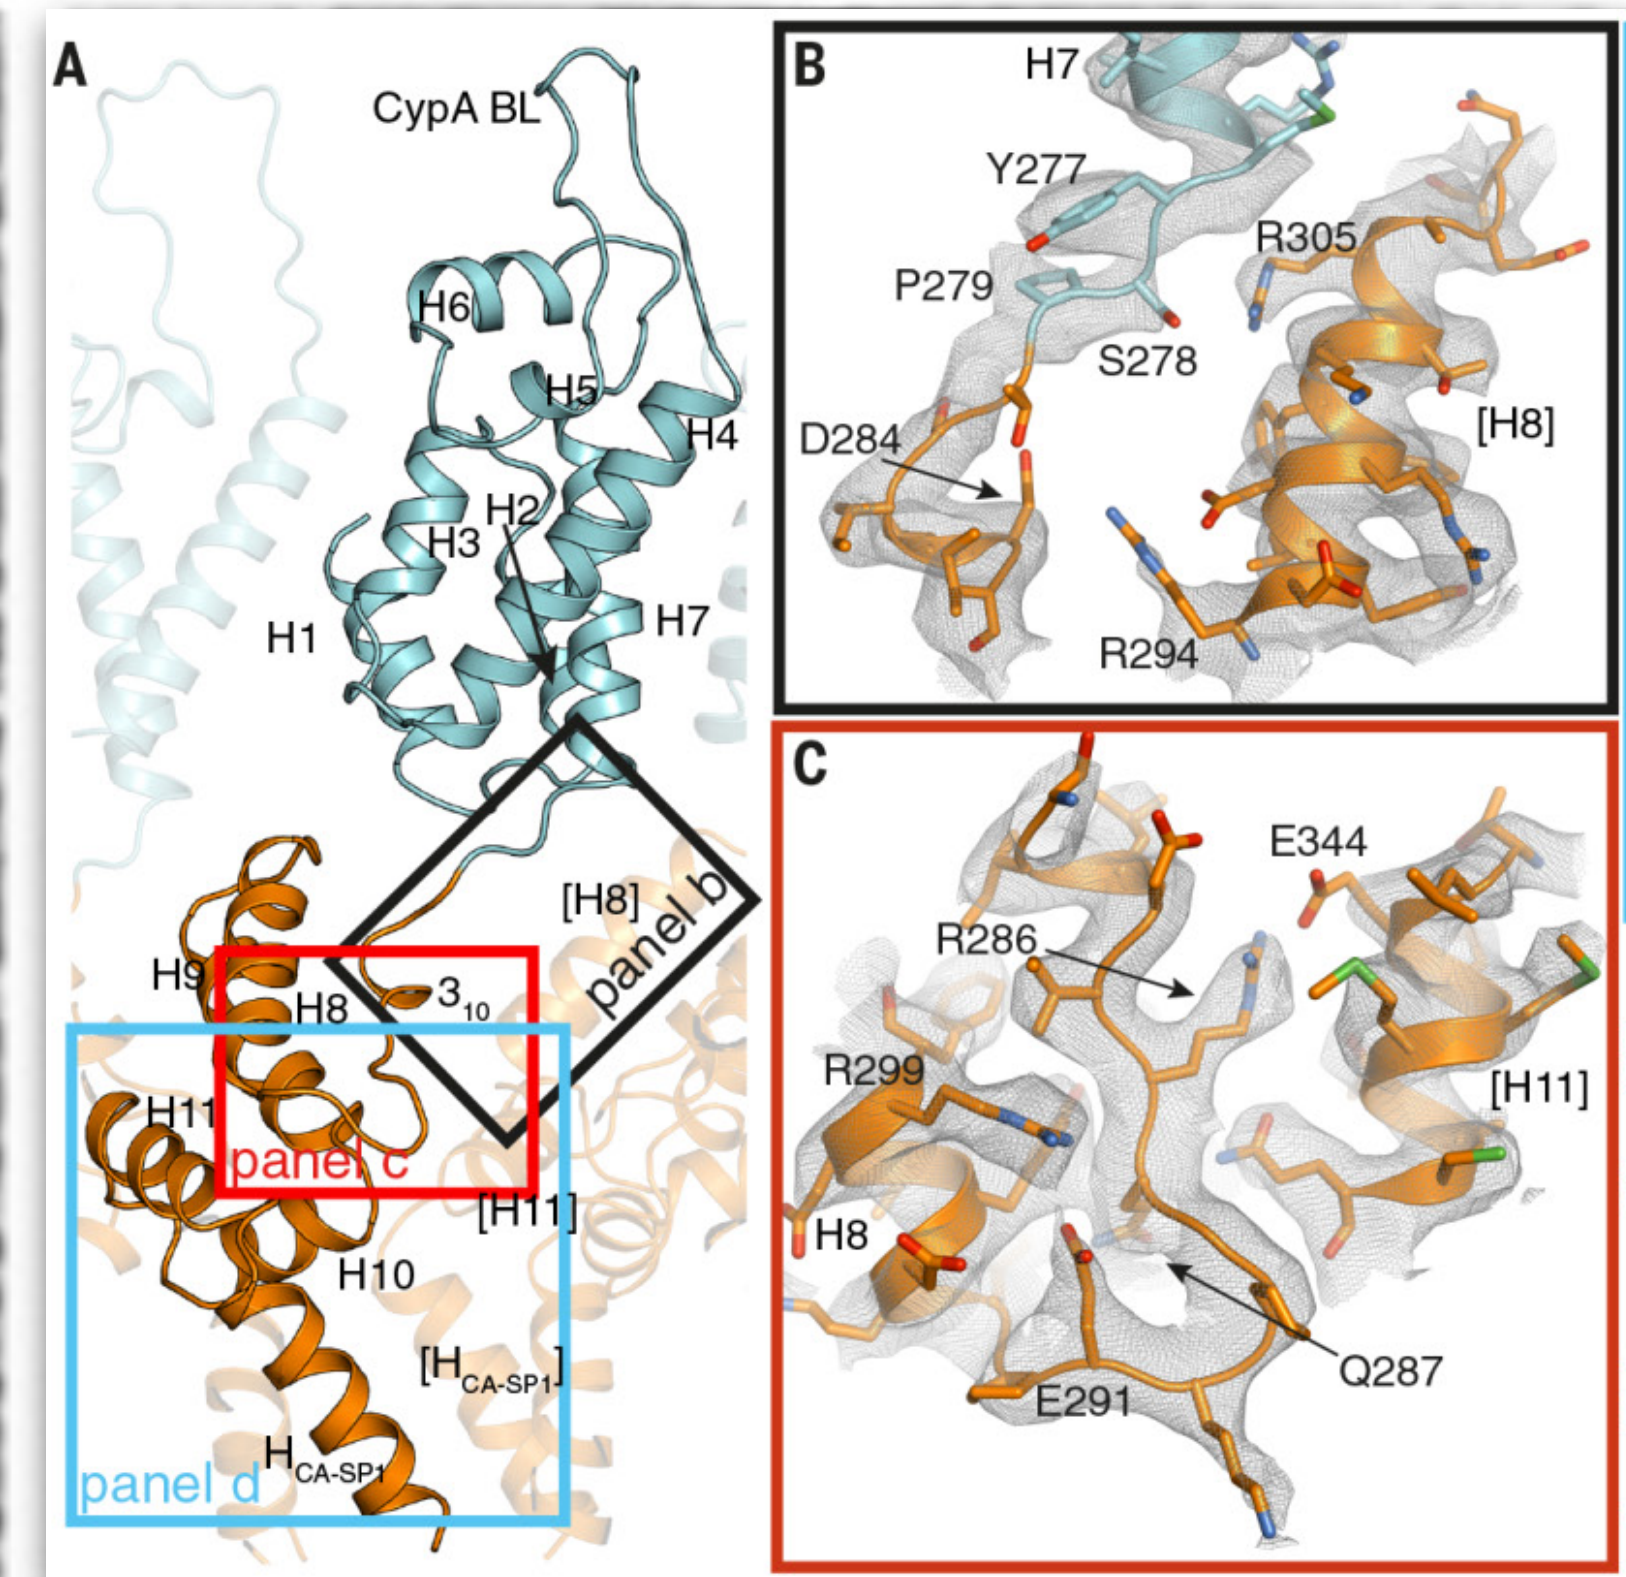 A
CypA BL
H6
H5
H4
H2
H3
H1
H7
[H8]
panel b
H9
H8
3₁₀
H11
panel c
[H11]
H10
[H_CA-SP1]
H_CA-SP1
panel d
B
H7
Y277
R305
P279
S278
[H8]
D284
R294
C
E344
R286
R299
[H11]
H8
Q287
E291